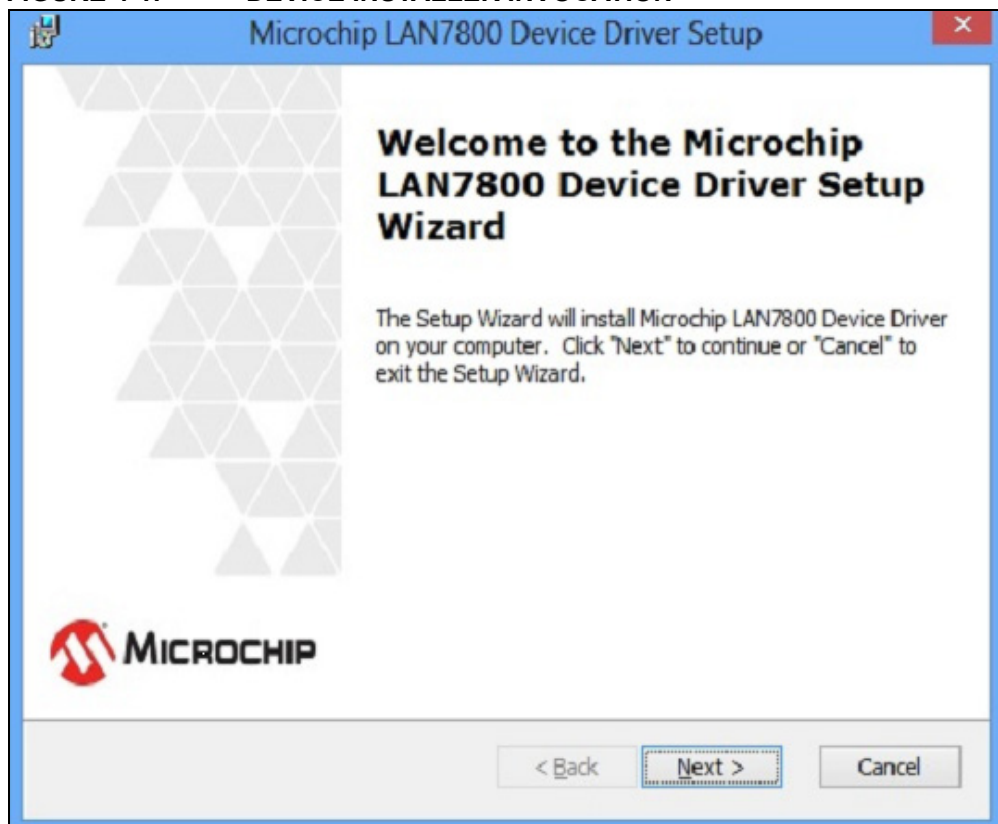 Microchip LAN7800 Device Driver Setup
Welcome to the Microchip
LAN7800 Device Driver Setup
Wizard
The Setup Wizard will install Microchip LAN7800 Device Driver
on your computer. Click "Next" to continue or "Cancel" to
exit the Setup Wizard.
MICROCHIP
< Back
Next >
Cancel